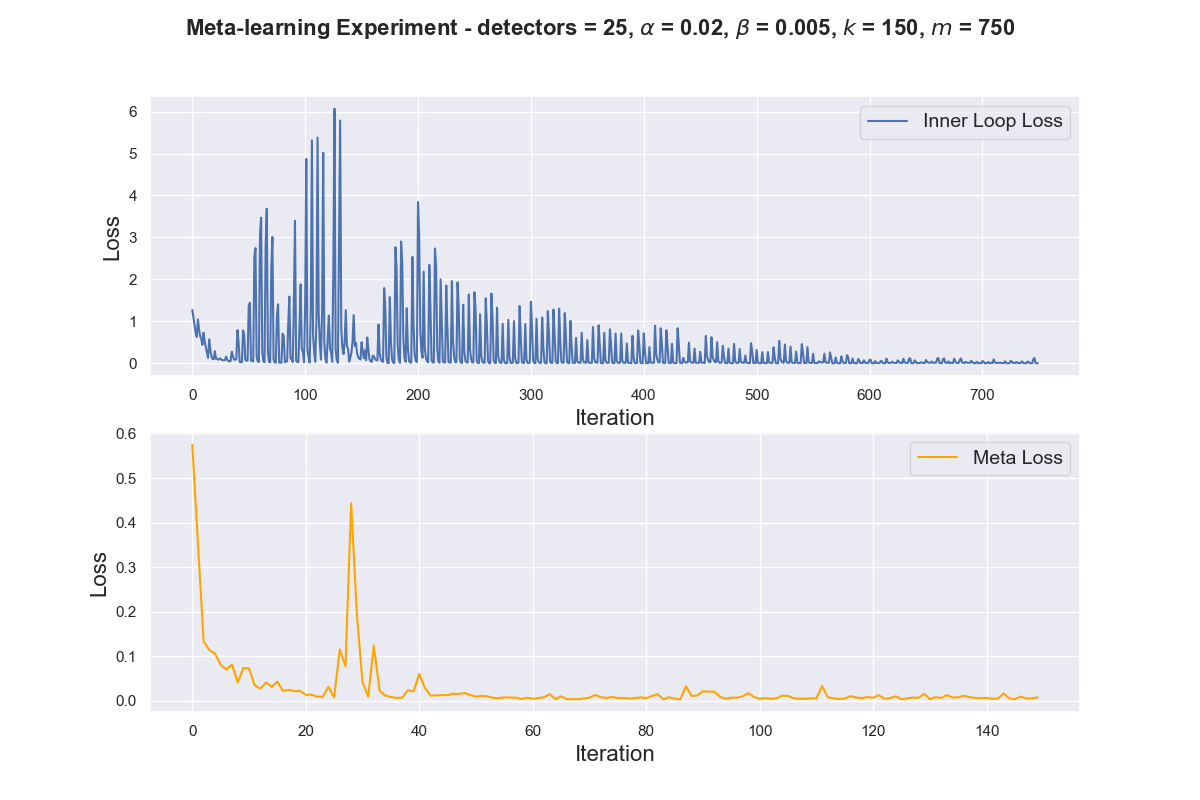 Meta-learning Experiment - detectors = 25, α = 0.02, β = 0.005, k = 150, m = 750
Inner Loop Loss
Loss
6
5
4
3
2
1
0
0 100 200 300 400 500 600 700
Iteration
Meta Loss
Loss
0.6
0.5
0.4
0.3
0.2
0.1
0.0
0 20 40 60 80 100 120 140
Iteration